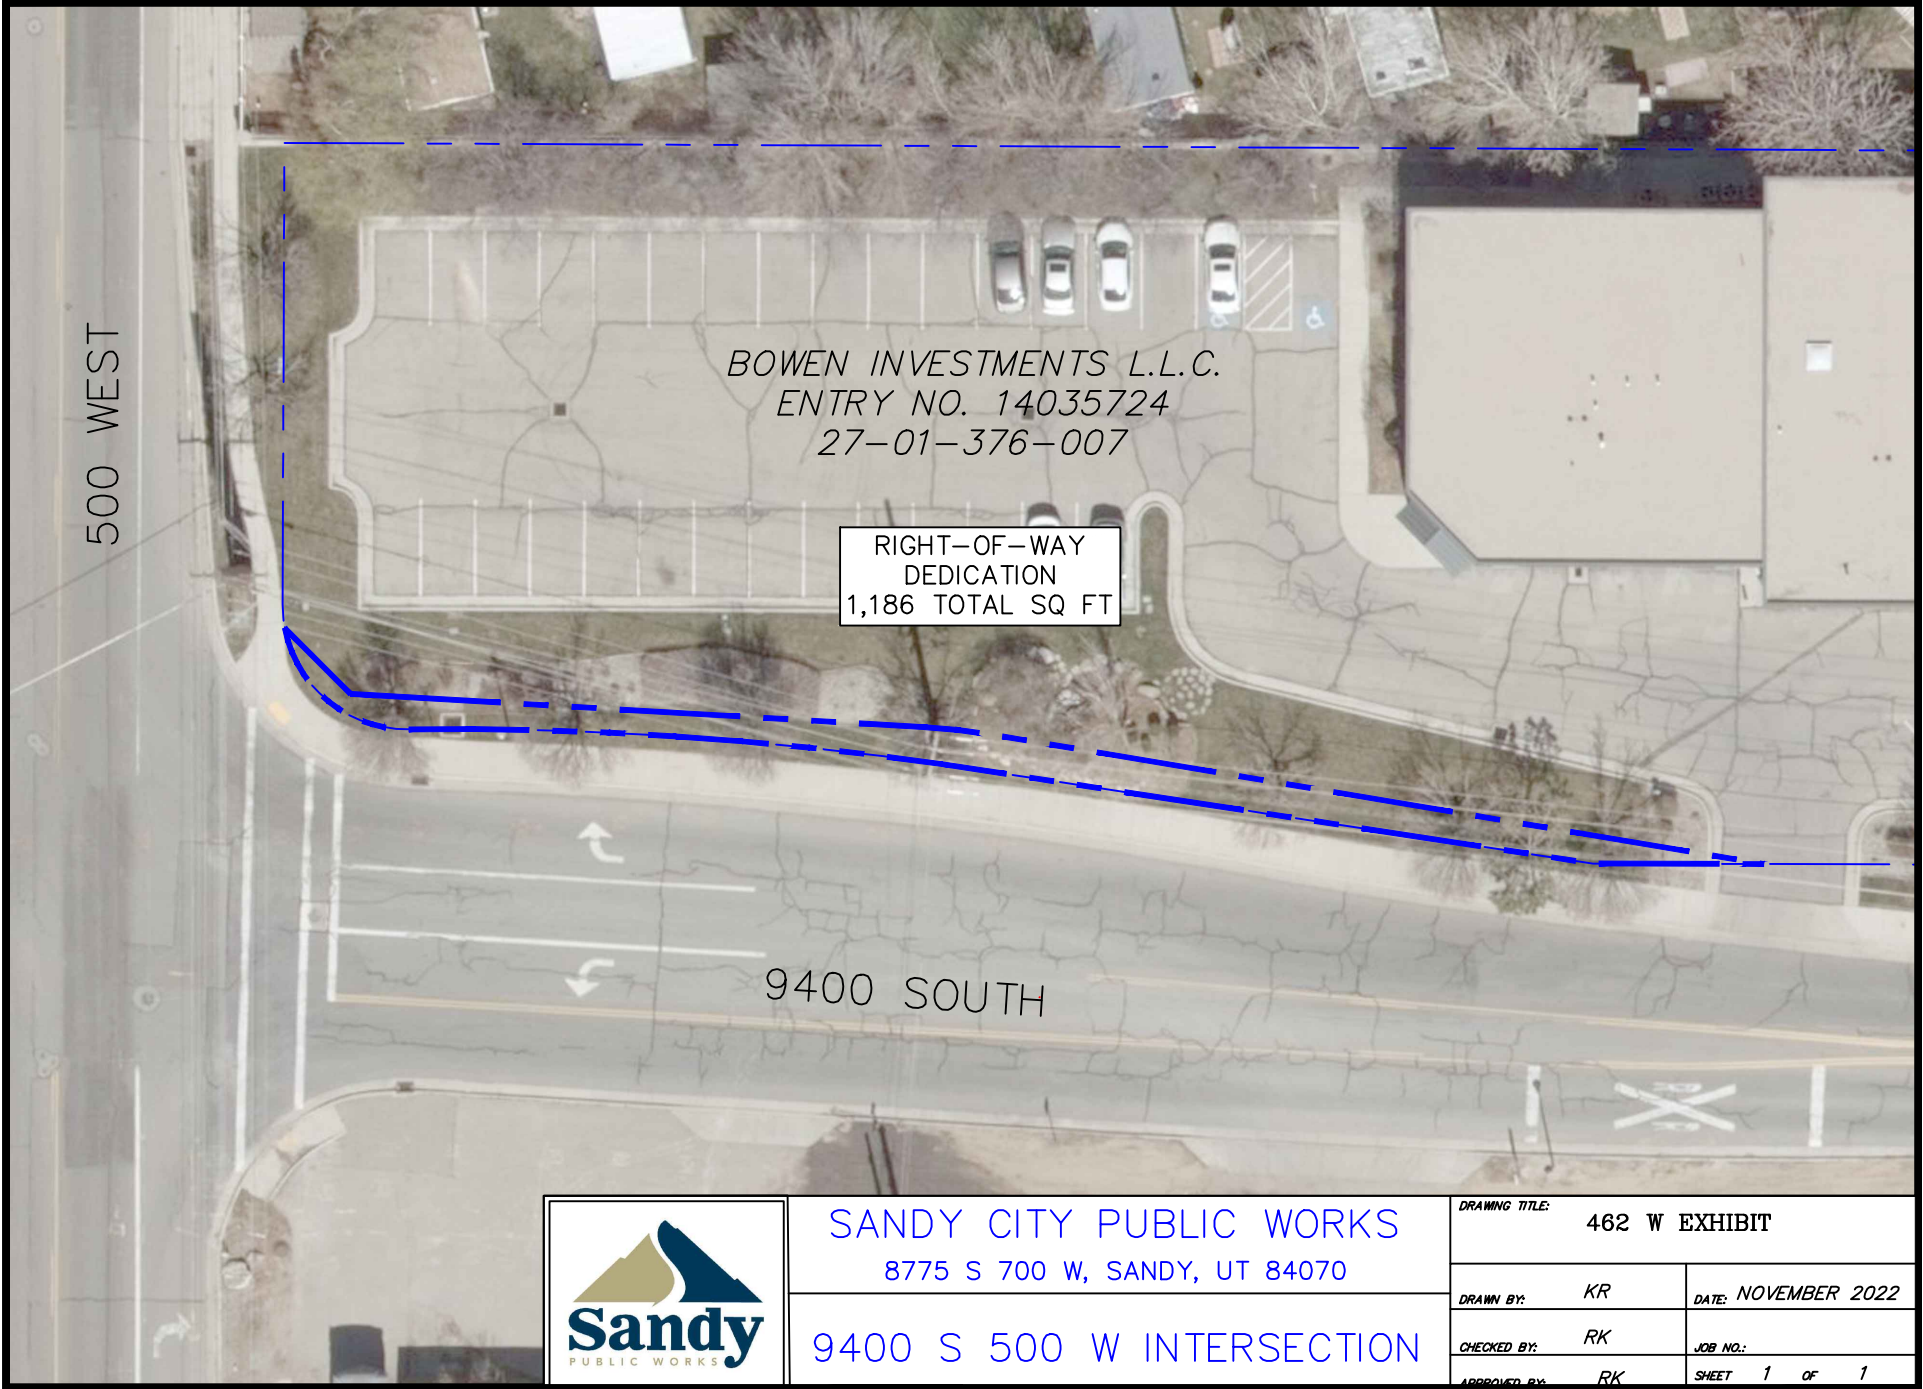 500 WEST
BOWEN INVESTMENTS L.L.C.
ENTRY NO. 14035724
27-01-376-007
RIGHT-OF-WAY
DEDICATION
1,186 TOTAL SQ FT
9400 SOUTH
Sandy
PUBLIC WORKS
SANDY CITY PUBLIC WORKS
8775 S 700 W, SANDY, UT 84070
9400 S 500 W INTERSECTION
DRAWING TITLE: 462 W EXHIBIT
DRAWN BY: KR
DATE: NOVEMBER 2022
CHECKED BY: RK
JOB NO.:
APPROVED BY: RK
SHEET 1 OF 1